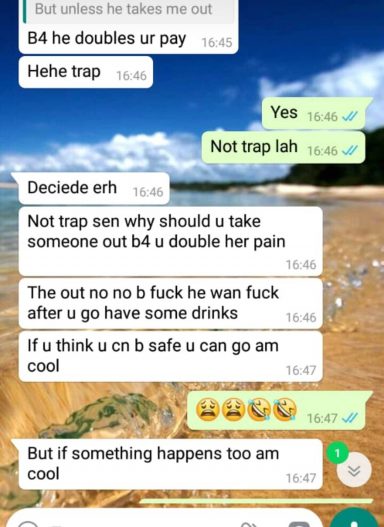 But unless he takes me out
B4 he doubles ur pay 16:45
Hehe trap 16:46
Yes 16:46
Not trap lah 16:46
Deciede erh 16:46
Not trap sen why should u take
someone out b4 u double her pain
16:46
The out no no b fuck he wan fuck
after u go have some drinks 16:46
If u think u cn b safe u can go am
cool 16:47
😩😩🤣🤣 16:47
1
But if something happens too am
cool 16:47